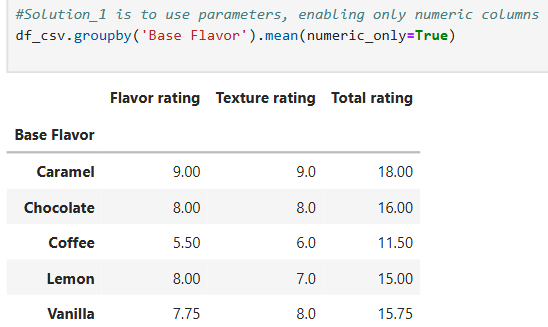 #Solution_1 is to use parameters, enabling only numeric columns
df_csv.groupby('Base Flavor').mean(numeric_only=True)
Flavor rating Texture rating Total rating
Base Flavor
Caramel 9.00 9.0 18.00
Chocolate 8.00 8.0 16.00
Coffee 5.50 6.0 11.50
Lemon 8.00 7.0 15.00
Vanilla 7.75 8.0 15.75